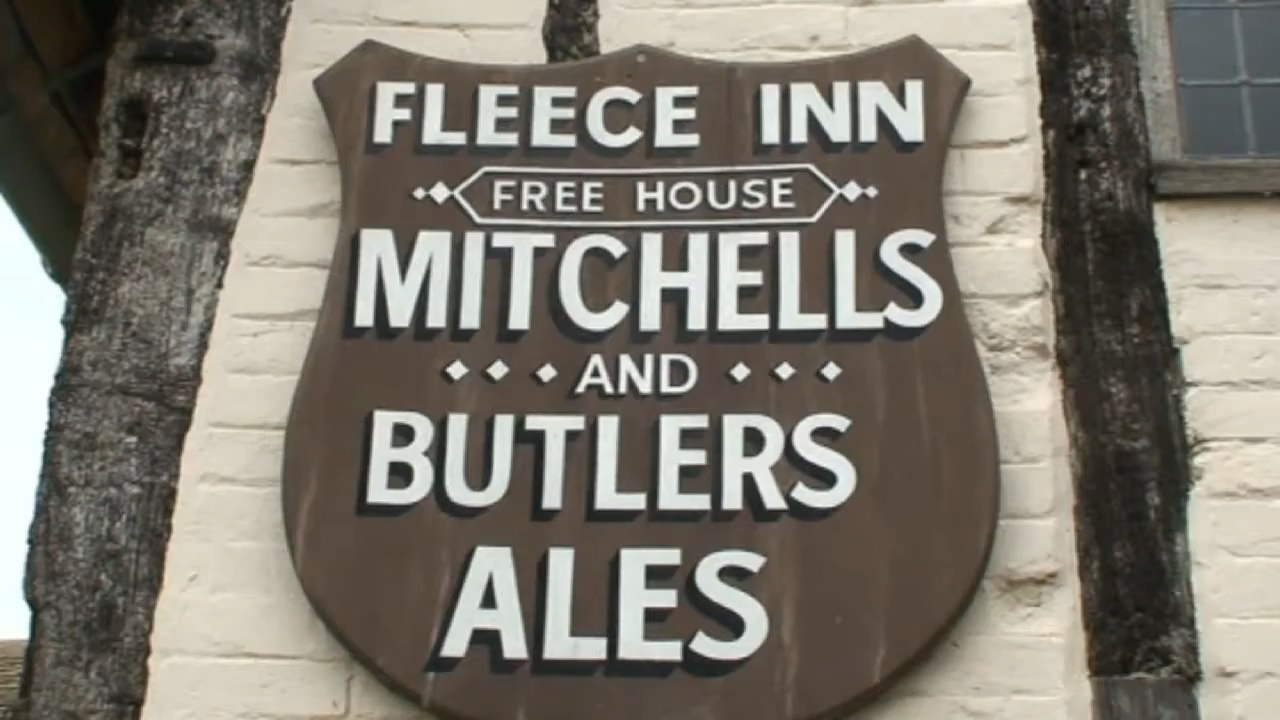 FLEECE INN
FREE HOUSE
MITCHELLS
AND
BUTLERS
ALES